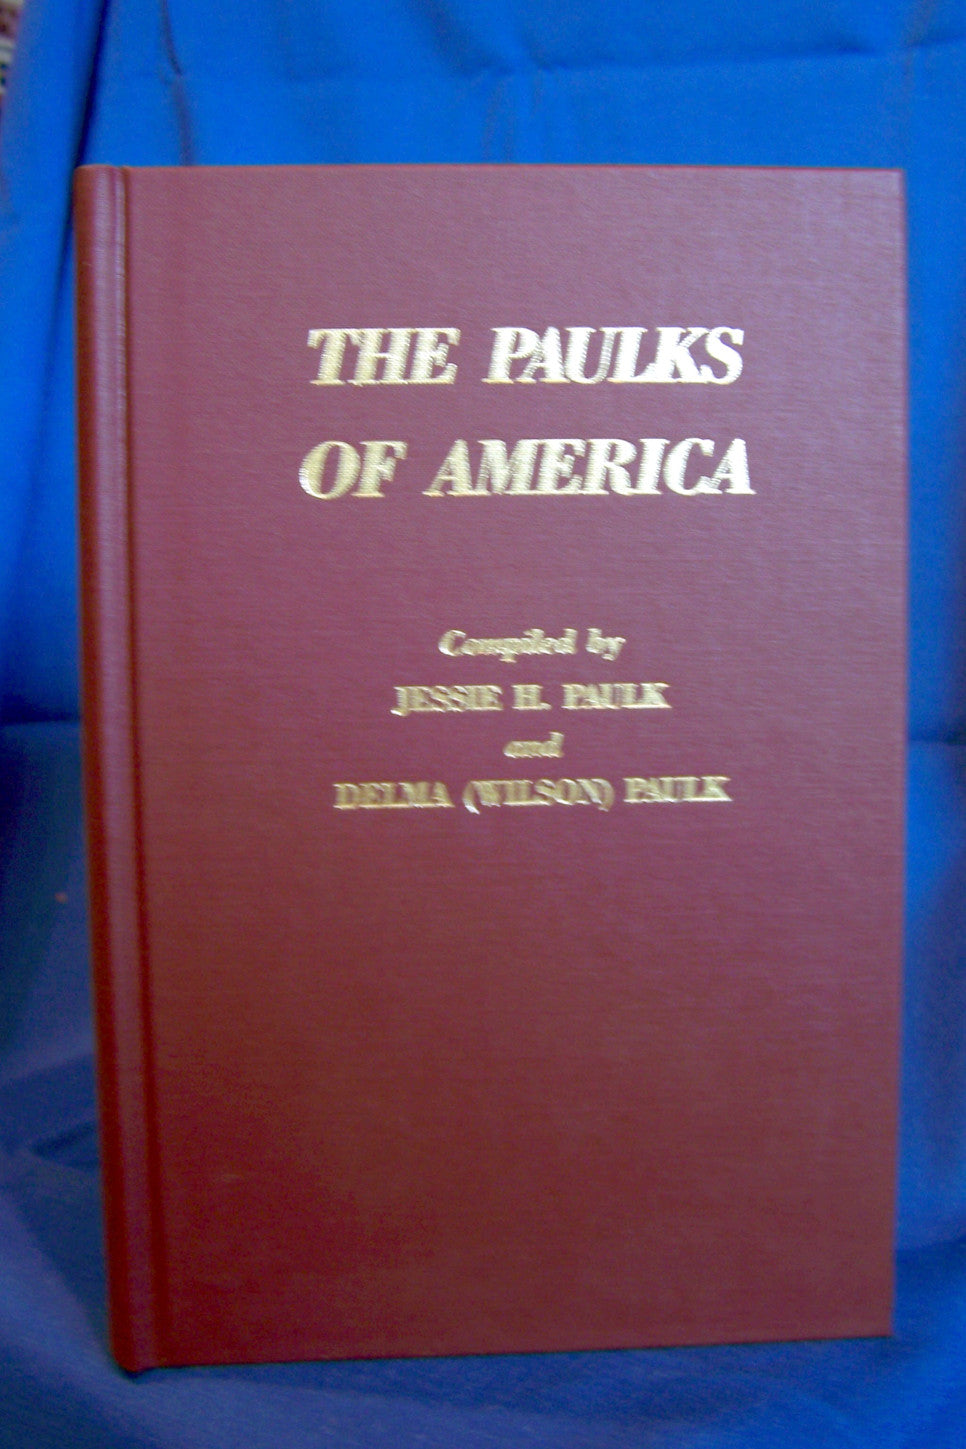 THE PAULKS
OF AMERICA
Compiled by
JESSIE H. PAULK
and
DELMA (WILSON) PAULK